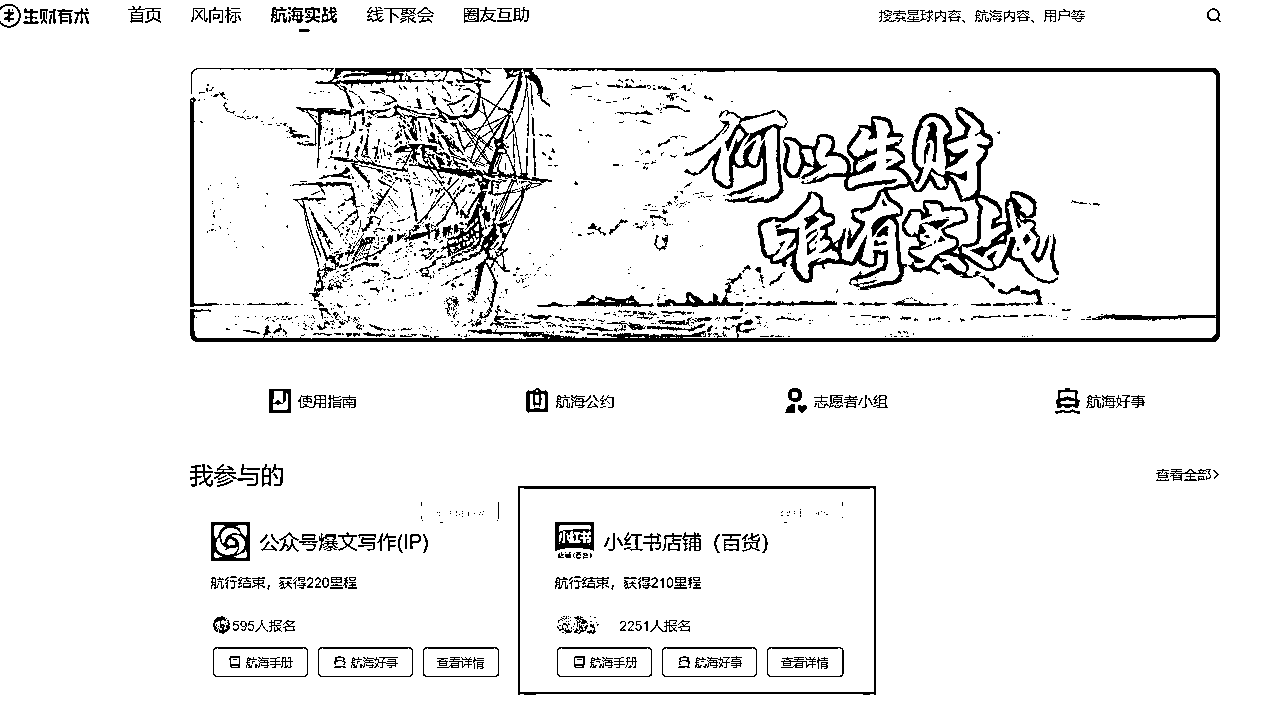 生财有术 首页 风向标 航海实战 线下聚会 圈友互助 搜索星球内容、航海内容、用户等
何以生财
唯有实战
使用指南 航海公约 志愿者小组 航海好事
我参与的 查看全部>
公众号爆文写作(IP)
航行结束，获得220里程
595人报名
航海手册 航海好事 查看详情
小红书
小红书店铺（百货）
航行结束，获得210里程
2251人报名
航海手册 航海好事 查看详情